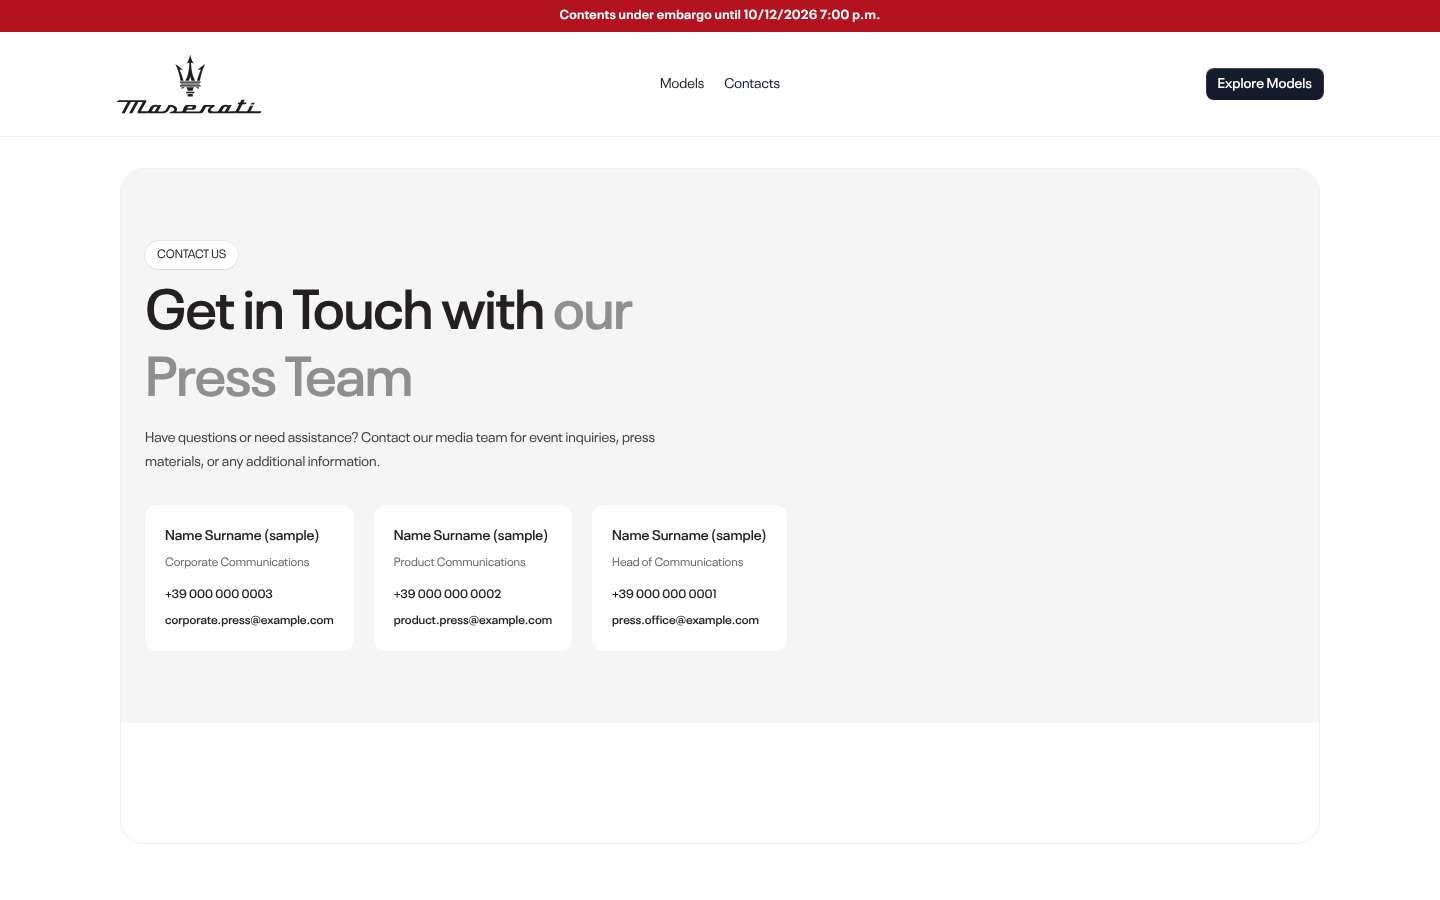 Contents under embargo until 10/12/2026 7:00 p.m.
Maserati
Models
Contacts
Explore Models
CONTACT US
Get in Touch with our
Press Team
Have questions or need assistance? Contact our media team for event inquiries, press
materials, or any additional information.
Name Surname (sample)
Corporate Communications
+39 000 000 0003
corporate.press@example.com
Name Surname (sample)
Product Communications
+39 000 000 0002
product.press@example.com
Name Surname (sample)
Head of Communications
+39 000 000 0001
press.office@example.com